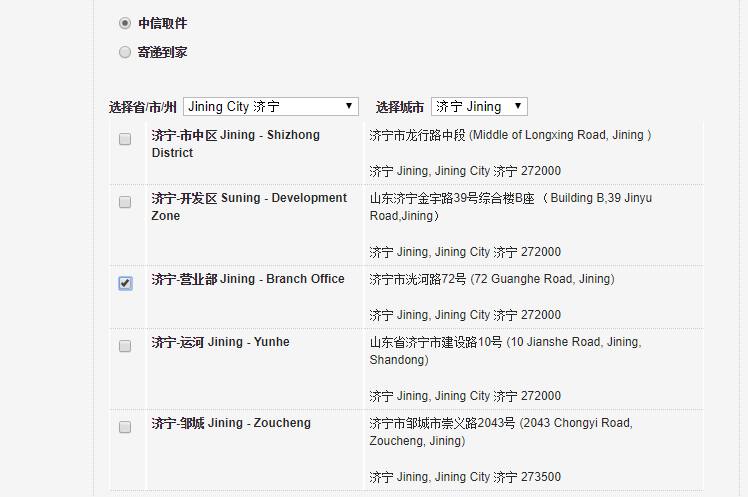 中信取件
寄递到家
选择省/市/州 Jining City 济宁 选择城市 济宁 Jining
济宁-市中区 Jining - Shizhong District
济宁市龙行路中段 (Middle of Longxing Road, Jining )
济宁 Jining, Jining City 济宁 272000
济宁-开发区 Suning - Development Zone
山东济宁金宇路39号综合楼B座 （ Building B,39 Jinyu Road,Jining）
济宁 Jining, Jining City 济宁 272000
济宁-营业部 Jining - Branch Office
济宁市洸河路72号 (72 Guanghe Road, Jining)
济宁 Jining, Jining City 济宁 272000
济宁-运河 Jining - Yunhe
山东省济宁市建设路10号 (10 Jianshe Road, Jining, Shandong)
济宁 Jining, Jining City 济宁 272000
济宁-邹城 Jining - Zoucheng
济宁市邹城市崇义路2043号 (2043 Chongyi Road, Zoucheng, Jining)
济宁 Jining, Jining City 济宁 273500